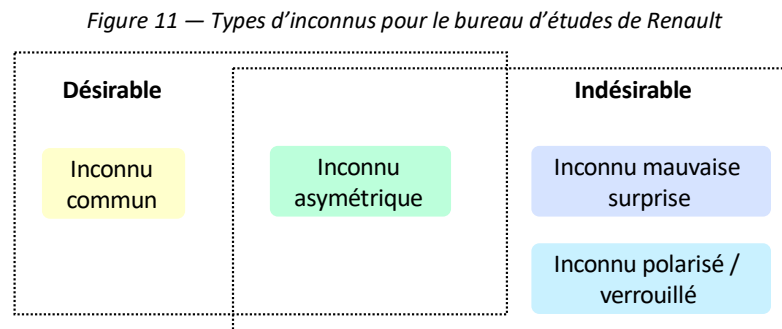 Figure 11 — Types d’inconnus pour le bureau d’études de Renault
Désirable
Indésirable
Inconnu
commun
Inconnu
asymétrique
Inconnu mauvaise
surprise
Inconnu polarisé /
verrouillé